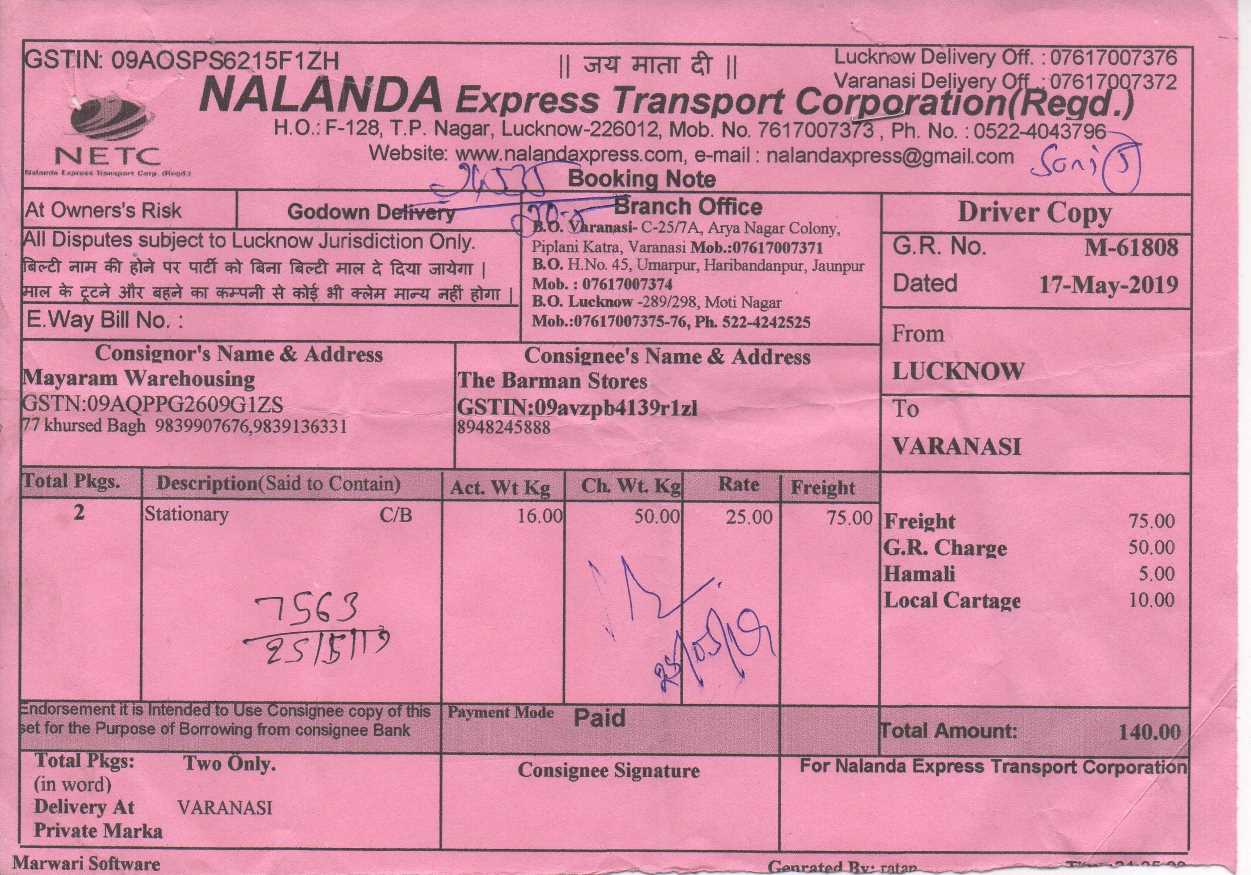 GSTIN: 09AOSPS6215F1ZH
|| जय माता दी ||
Lucknow Delivery Off. : 07617007376
Varanasi Delivery Off. : 07617007372
NALANDA Express Transport Corporation(Regd.)
H.O.: F-128, T.P. Nagar, Lucknow-226012, Mob. No. 7617007373 , Ph. No. : 0522-4043796
Website: www.nalandaxpress.com, e-mail : nalandaxpress@gmail.com
NETC
Nalanda Express Transport Corp. (Regd.)
Booking Note
At Owners's Risk
Godown Delivery
All Disputes subject to Lucknow Jurisdiction Only.
बिल्टी नाम की होने पर पार्टी को बिना बिल्टी माल दे दिया जायेगा |
माल के टूटने और बहने का कम्पनी से कोई भी क्लेम मान्य नहीं होगा |
E.Way Bill No. :
Branch Office
B.O. Varanasi- C-25/7A, Arya Nagar Colony,
Piplani Katra, Varanasi Mob.:07617007371
B.O. H.No. 45, Umarpur, Haribandanpur, Jaunpur
Mob. : 07617007374
B.O. Lucknow -289/298, Moti Nagar
Mob.:07617007375-76, Ph. 522-4242525
Driver Copy
G.R. No. M-61808
Dated 17-May-2019
From
LUCKNOW
To
VARANASI
Consignor's Name & Address
Mayaram Warehousing
GSTN:09AQPPG2609G1ZS
77 khursed Bagh 9839907676,9839136331
Consignee's Name & Address
The Barman Stores
GSTIN:09avzpb4139r1zl
8948245888
Total Pkgs. Description(Said to Contain) Act. Wt Kg Ch. Wt. Kg Rate Freight
2 Stationary C/B 16.00 50.00 25.00 75.00
7563
25/5/19
25/05/19
Freight 75.00
G.R. Charge 50.00
Hamali 5.00
Local Cartage 10.00
Endorsement it is Intended to Use Consignee copy of this
set for the Purpose of Borrowing from consignee Bank
Payment Mode Paid
Total Amount: 140.00
Total Pkgs: Two Only.
(in word)
Delivery At VARANASI
Private Marka
Consignee Signature
For Nalanda Express Transport Corporation
Marwari Software
Genrated By: ratan